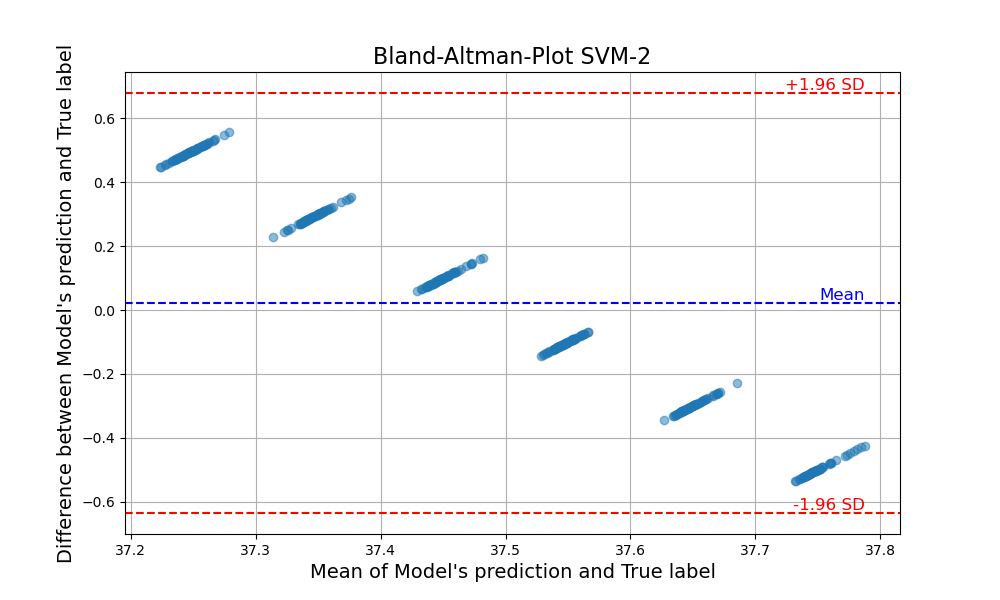 Bland-Altman-Plot SVM-2
Difference between Model's prediction and True label
0.6
0.4
0.2
0.0
−0.2
−0.4
−0.6
+1.96 SD
Mean
-1.96 SD
37.2 37.3 37.4 37.5 37.6 37.7 37.8
Mean of Model's prediction and True label